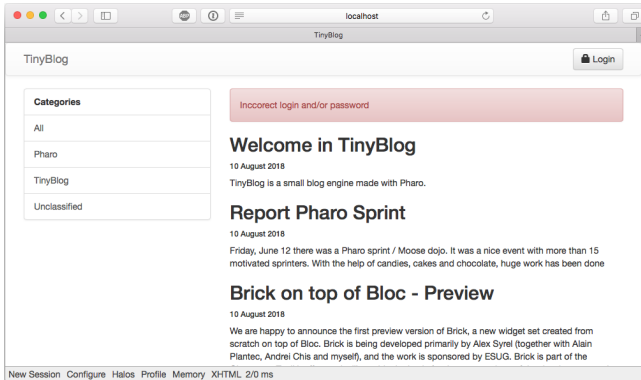 localhost
TinyBlog
TinyBlog
Login
Categories
All
Pharo
TinyBlog
Unclassified
Inccorect login and/or password
Welcome in TinyBlog
10 August 2018
TinyBlog is a small blog engine made with Pharo.
Report Pharo Sprint
10 August 2018
Friday, June 12 there was a Pharo sprint / Moose dojo. It was a nice event with more than 15
motivated sprinters. With the help of candies, cakes and chocolate, huge work has been done
Brick on top of Bloc - Preview
10 August 2018
We are happy to announce the first preview version of Brick, a new widget set created from
scratch on top of Bloc. Brick is being developed primarily by Alex Syrel (together with Alain
Plantec, Andrei Chis and myself), and the work is sponsored by ESUG. Brick is part of the
New Session Configure Halos Profile Memory XHTML 2/0 ms